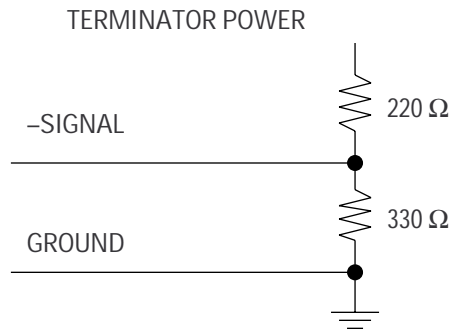 TERMINATOR POWER
220 Ω
–SIGNAL
330 Ω
GROUND